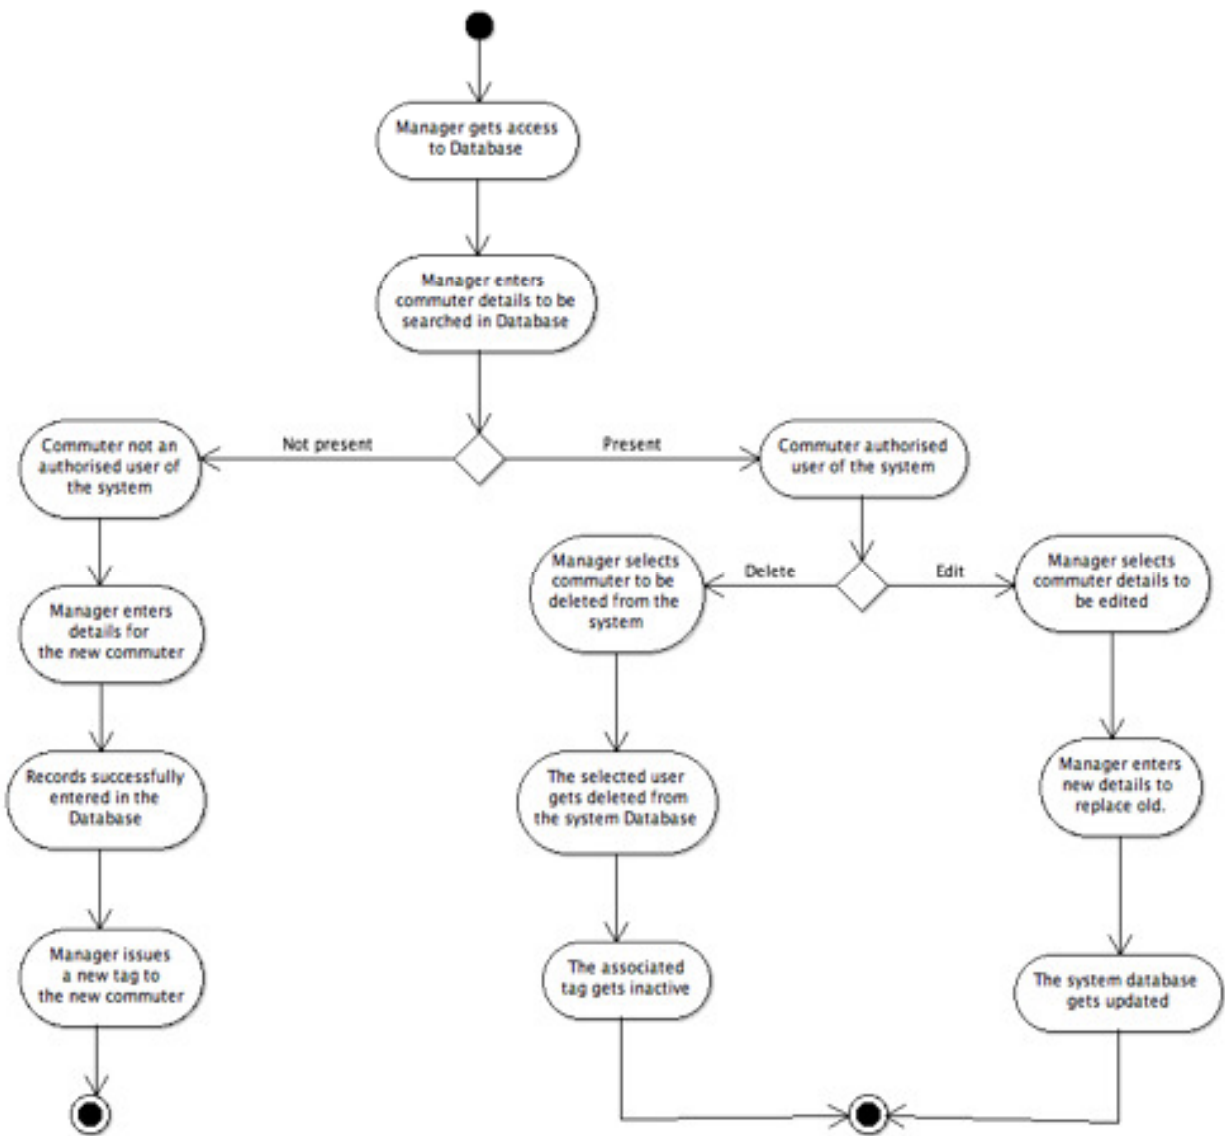 Manager gets access
to Database
Manager enters
commuter details to be
searched in Database
Not present
Present
Commuter not an
authorised user of
the system
Commuter authorised
user of the system
Manager selects
commuter to be
deleted from the
system
Delete
Edit
Manager selects
commuter details to
be edited
Manager enters
details for
the new commuter
Records successfully
entered in the
Database
The selected user
gets deleted from
the system Database
Manager enters
new details to
replace old.
Manager issues
a new tag to
the new commuter
The associated
tag gets inactive
The system database
gets updated